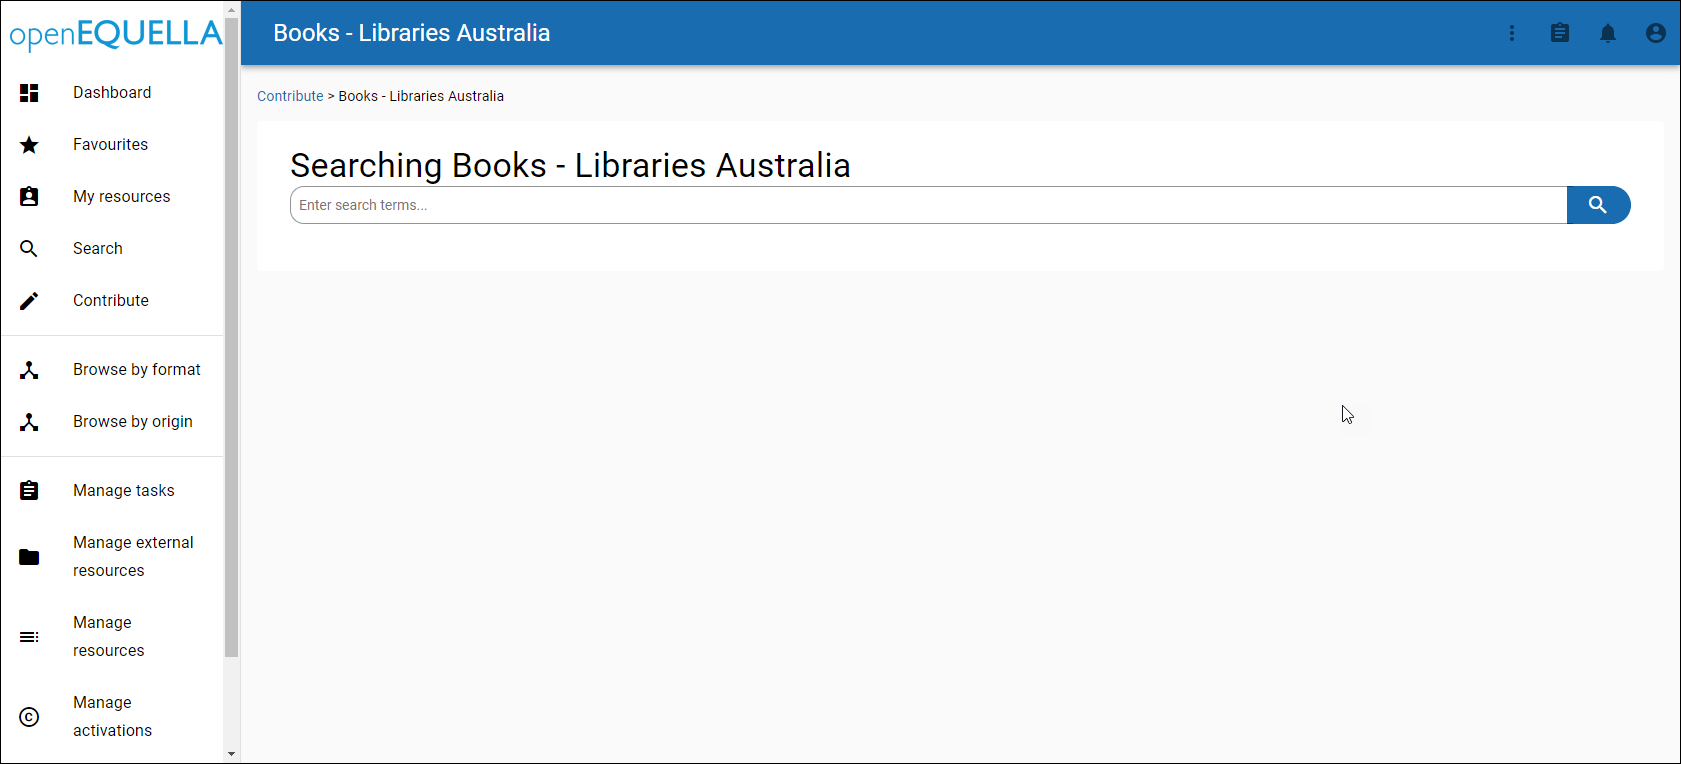 openEQUELLA
Dashboard
Favourites
My resources
Search
Contribute
Browse by format
Browse by origin
Manage tasks
Manage external
resources
Manage
resources
Manage
activations
Books - Libraries Australia
Contribute > Books - Libraries Australia
Searching Books - Libraries Australia
Enter search terms...